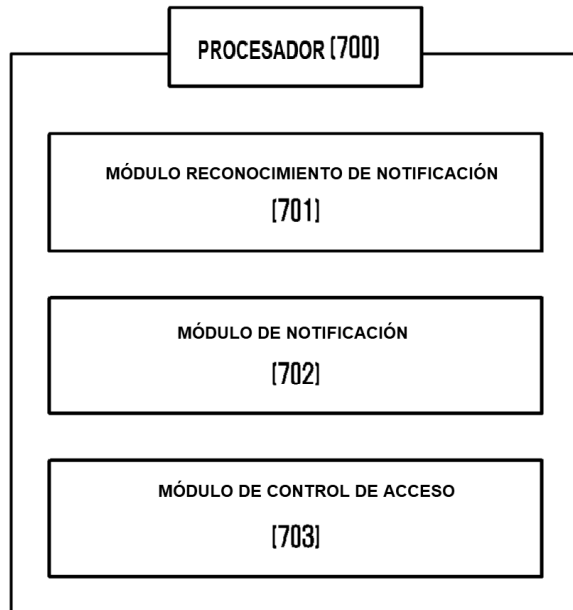 PROCESADOR [700]
MÓDULO RECONOCIMIENTO DE NOTIFICACIÓN
[701]
MÓDULO DE NOTIFICACIÓN
[702]
MÓDULO DE CONTROL DE ACCESO
[703]